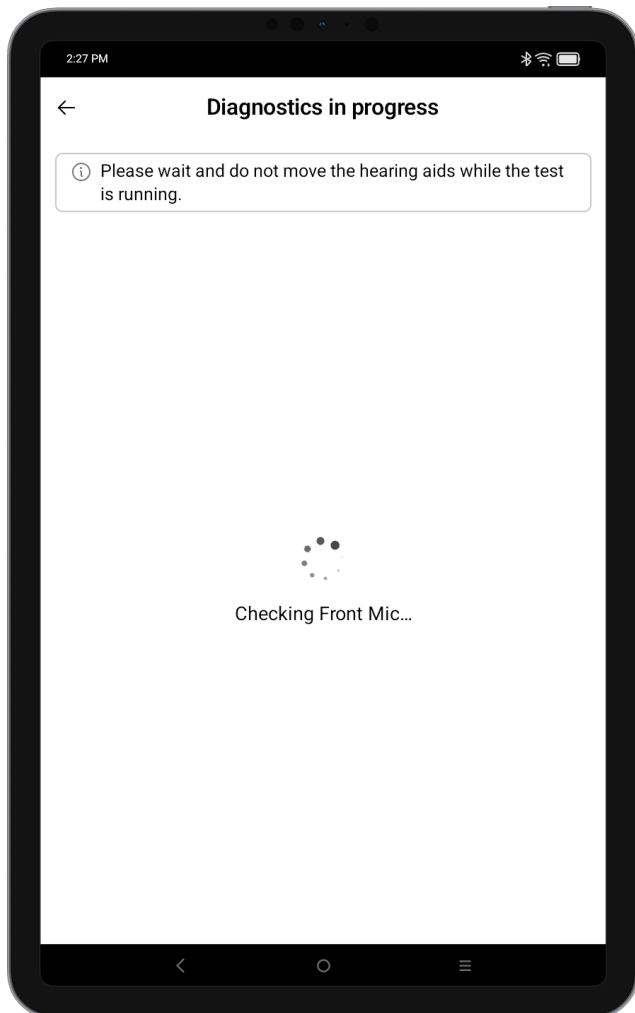 2:27 PM
Diagnostics in progress
Please wait and do not move the hearing aids while the test
is running.
Checking Front Mic...